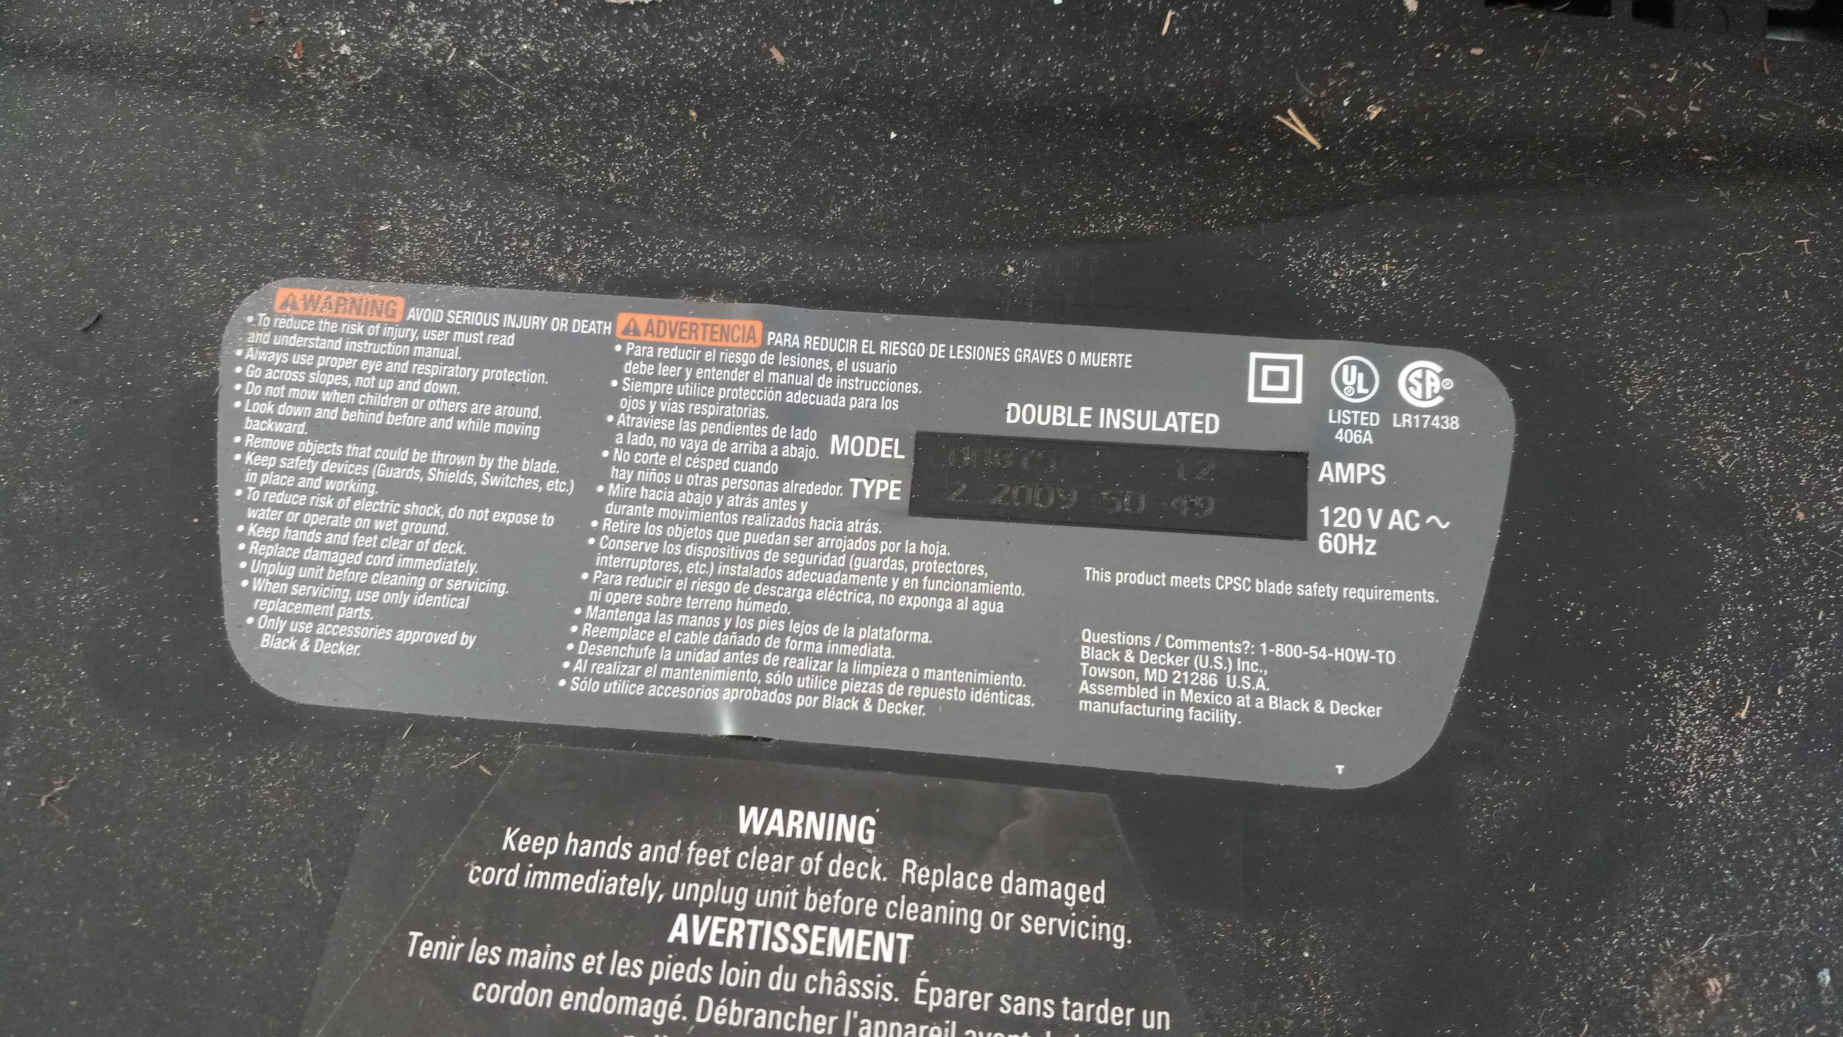 WARNING AVOID SERIOUS INJURY OR DEATH
• To reduce the risk of injury, user must read
and understand instruction manual.
• Always use proper eye and respiratory protection.
• Go across slopes, not up and down.
• Do not mow when children or others are around.
• Look down and behind before and while moving
backward.
• Remove objects that could be thrown by the blade.
• Keep safety devices (Guards, Shields, Switches, etc.)
in place and working.
• To reduce risk of electric shock, do not expose to
water or operate on wet ground.
• Keep hands and feet clear of deck.
• Replace damaged cord immediately.
• Unplug unit before cleaning or servicing.
• When servicing, use only identical
replacement parts.
• Only use accessories approved by
Black & Decker.
ADVERTENCIA PARA REDUCIR EL RIESGO DE LESIONES GRAVES O MUERTE
• Para reducir el riesgo de lesiones, el usuario
debe leer y entender el manual de instrucciones.
• Siempre utilice protección adecuada para los
ojos y vias respiratorias.
• Atraviese las pendientes de lado
a lado, no vaya de arriba a abajo.
• No corte el césped cuando
hay niños u otras personas alrededor.
• Mire hacia abajo y atrás antes y
durante movimientos realizados hacia atrás.
• Retire los objetos que puedan ser arrojados por la hoja.
• Conserve los dispositivos de seguridad (guardas, protectores,
interruptores, etc.) instalados adecuadamente y en funcionamiento.
• Para reducir el riesgo de descarga eléctrica, no exponga al agua
ni opere sobre terreno húmedo.
• Mantenga las manos y los pies lejos de la plataforma.
• Reemplace el cable dañado de forma inmediata.
• Desenchufe la unidad antes de realizar la limpieza o mantenimiento.
• Al realizar el mantenimiento, sólo utilice piezas de repuesto idénticas.
• Sólo utilice accesorios aprobados por Black & Decker.
DOUBLE INSULATED
UL
LISTED
406A
SA
LR17438
MODEL 12 AMPS
TYPE 2 2009 50-49
120 V AC ~
60Hz
This product meets CPSC blade safety requirements.
Questions / Comments?: 1-800-54-HOW-TO
Black & Decker (U.S.) Inc.,
Towson, MD 21286 U.S.A.
Assembled in Mexico at a Black & Decker
manufacturing facility.
T
WARNING
Keep hands and feet clear of deck. Replace damaged
cord immediately, unplug unit before cleaning or servicing.
AVERTISSEMENT
Tenir les mains et les pieds loin du châssis. Éparer sans tarder un
cordon endomagé. Débrancher l'appareil avant